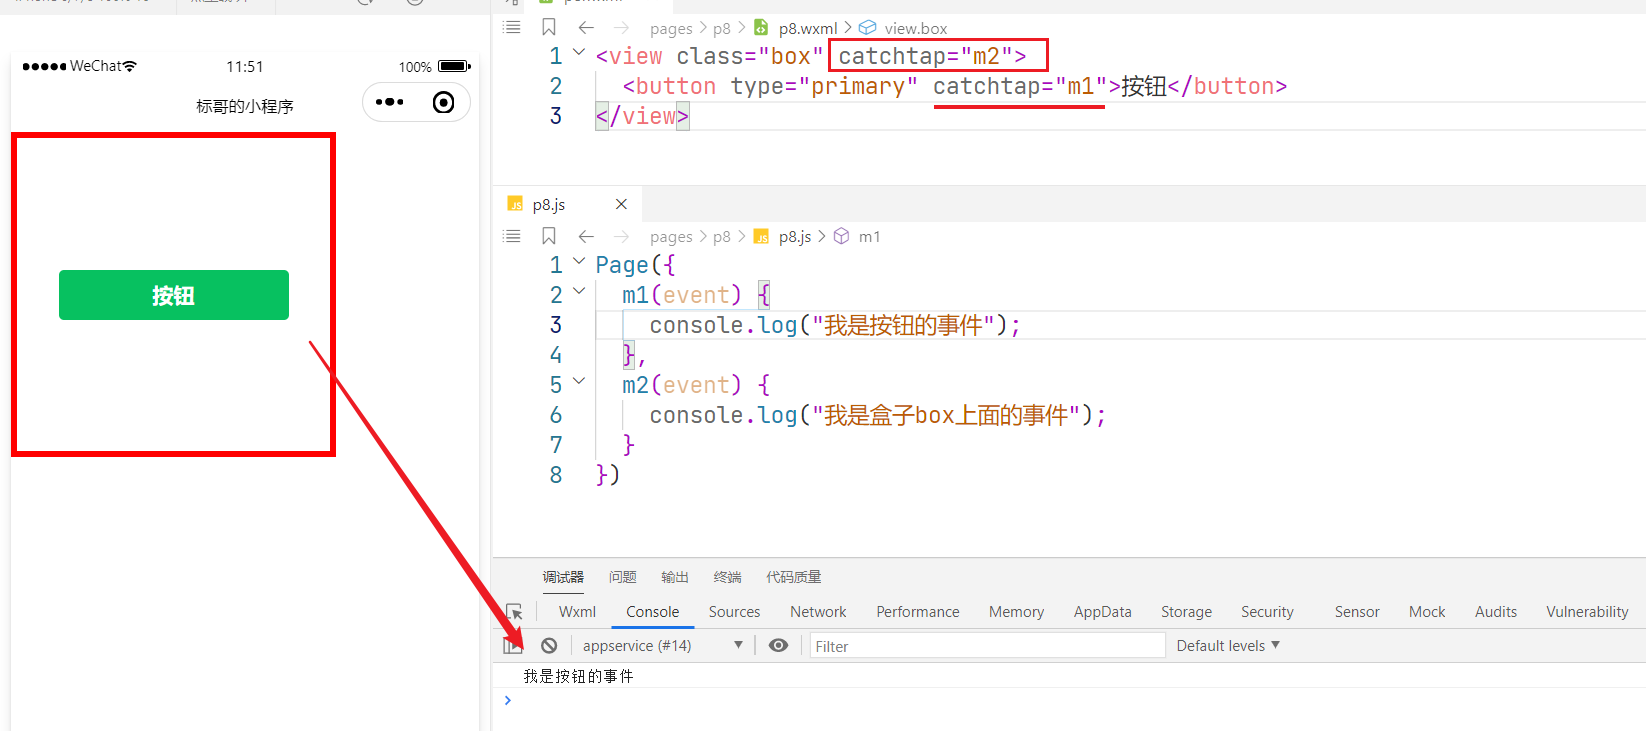 WeChat
11:51
100%
标哥的小程序
按钮
pages > p8 > p8.wxml > view.box
1 <view class="box" catchtap="m2">
2 <button type="primary" catchtap="m1">按钮</button>
3 </view>
p8.js
pages > p8 > p8.js > m1
1 Page({
2 m1(event) {
3 console.log("我是按钮的事件");
4 },
5 m2(event) {
6 console.log("我是盒子box上面的事件");
7 }
8 })
调试器 问题 输出 终端 代码质量
Wxml Console Sources Network Performance Memory AppData Storage Security Sensor Mock Audits Vulnerability
appservice (#14) Filter Default levels
我是按钮的事件